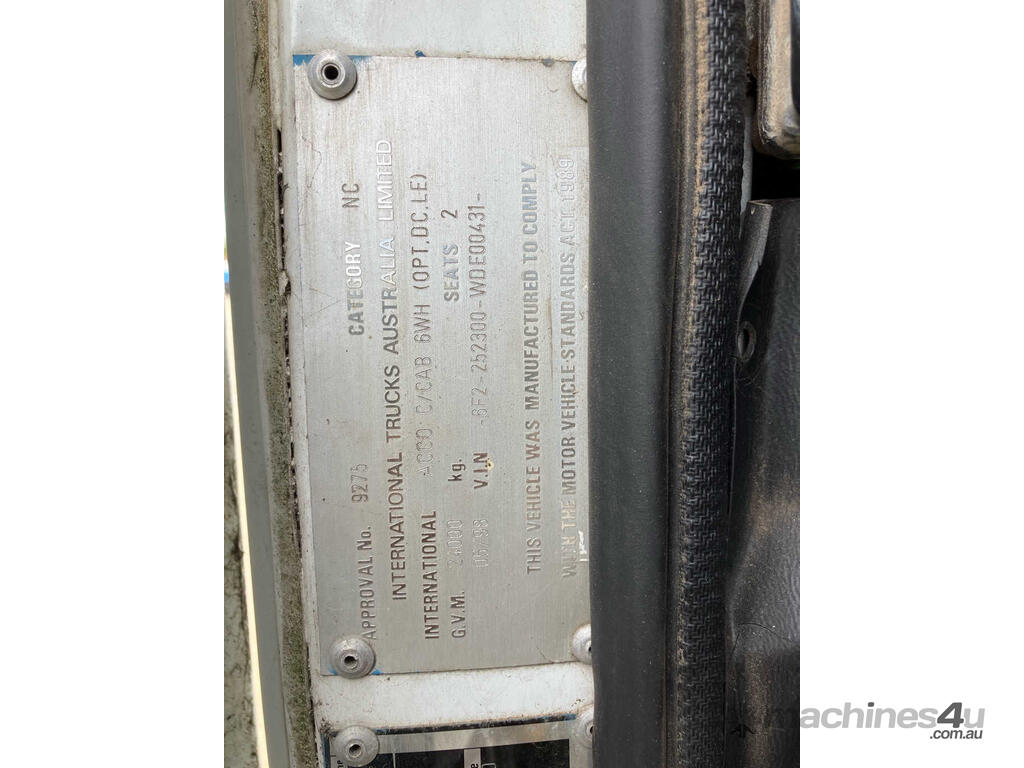 APPROVAL No. 9275 CATEGORY NC
INTERNATIONAL TRUCKS AUSTRALIA LIMITED
INTERNATIONAL ACCO C/CAB 6WH (OPT,DC,LE)
G.V.M. kg. SEATS 2
05/98 V.I.N -6F2-252300-WDE00431-
THIS VEHICLE WAS MANUFACTURED TO COMPLY
WITH THE MOTOR VEHICLE STANDARDS ACT 1989
machines4u
.com.au